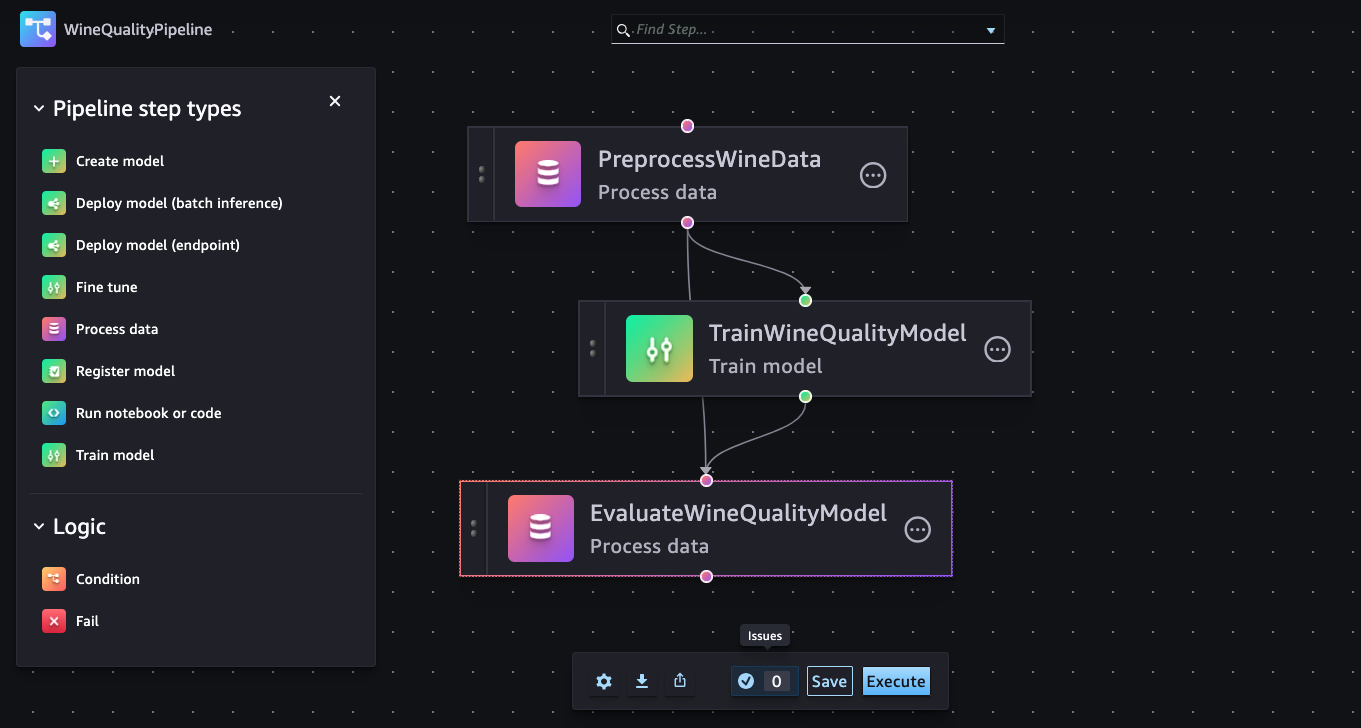 WineQualityPipeline
Find Step...
Pipeline step types
Create model
Deploy model (batch inference)
Deploy model (endpoint)
Fine tune
Process data
Register model
Run notebook or code
Train model
Logic
Condition
Fail
PreprocessWineData
Process data
TrainWineQualityModel
Train model
EvaluateWineQualityModel
Process data
Issues
0
Save
Execute